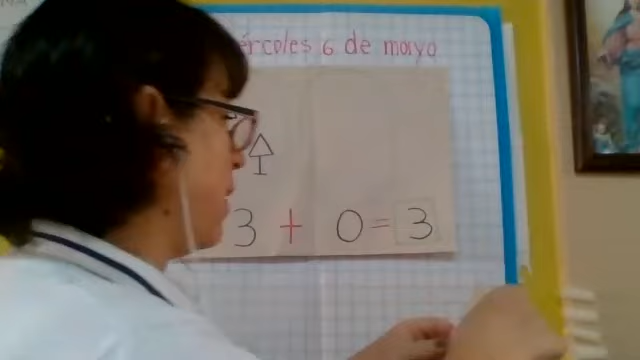 ércoles 6 de mayo
3 + 0 = 3